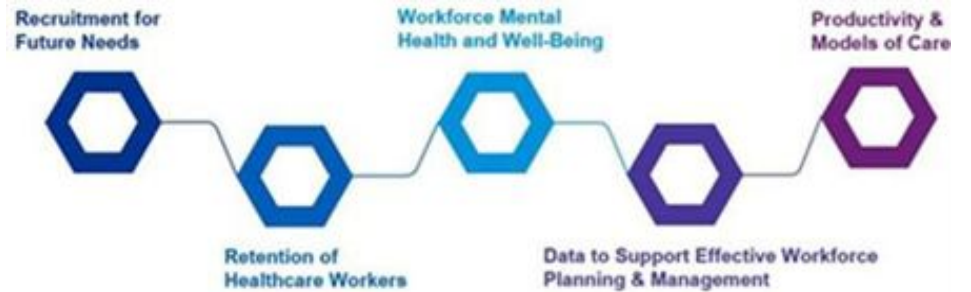 Recruitment for
Future Needs
Retention of
Healthcare Workers
Workforce Mental
Health and Well-Being
Data to Support Effective Workforce
Planning & Management
Productivity &
Models of Care